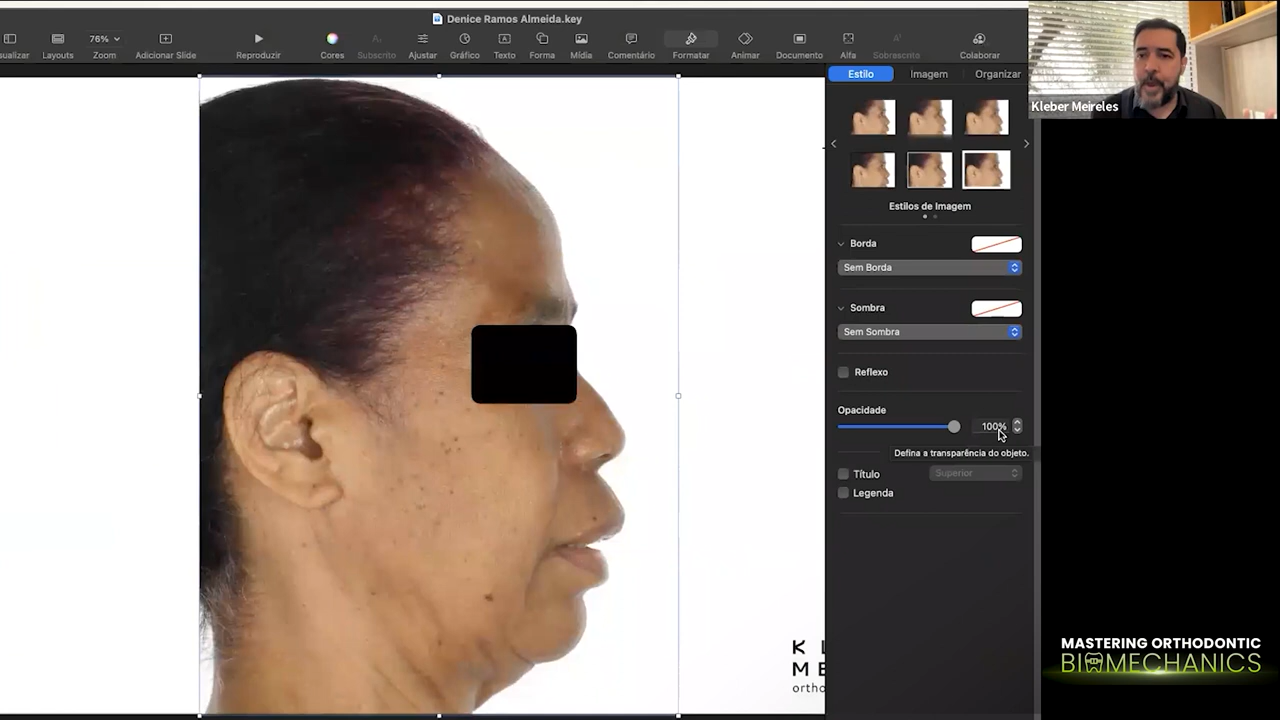 Denice Ramos Almeida.key
76%
sualizar
Layouts
Zoom
Adicionar Slide
Reproduzir
Cores
Subscrito
Ajustar
Gráfico
Texto
Forma
Mídia
Comentário
Formatar
Animar
Documento
Alfa
Sobrescrito
Colaborar
Estilo
Imagem
Organizar
Kleber Meireles
Estilos de Imagem
Borda
Sem Borda
Sombra
Sem Sombra
Reflexo
Opacidade
100%
Defina a transparência do objeto.
Título
Superior
Legenda
K L
M E
ortho
MASTERING ORTHODONTIC
BIOMECHANICS